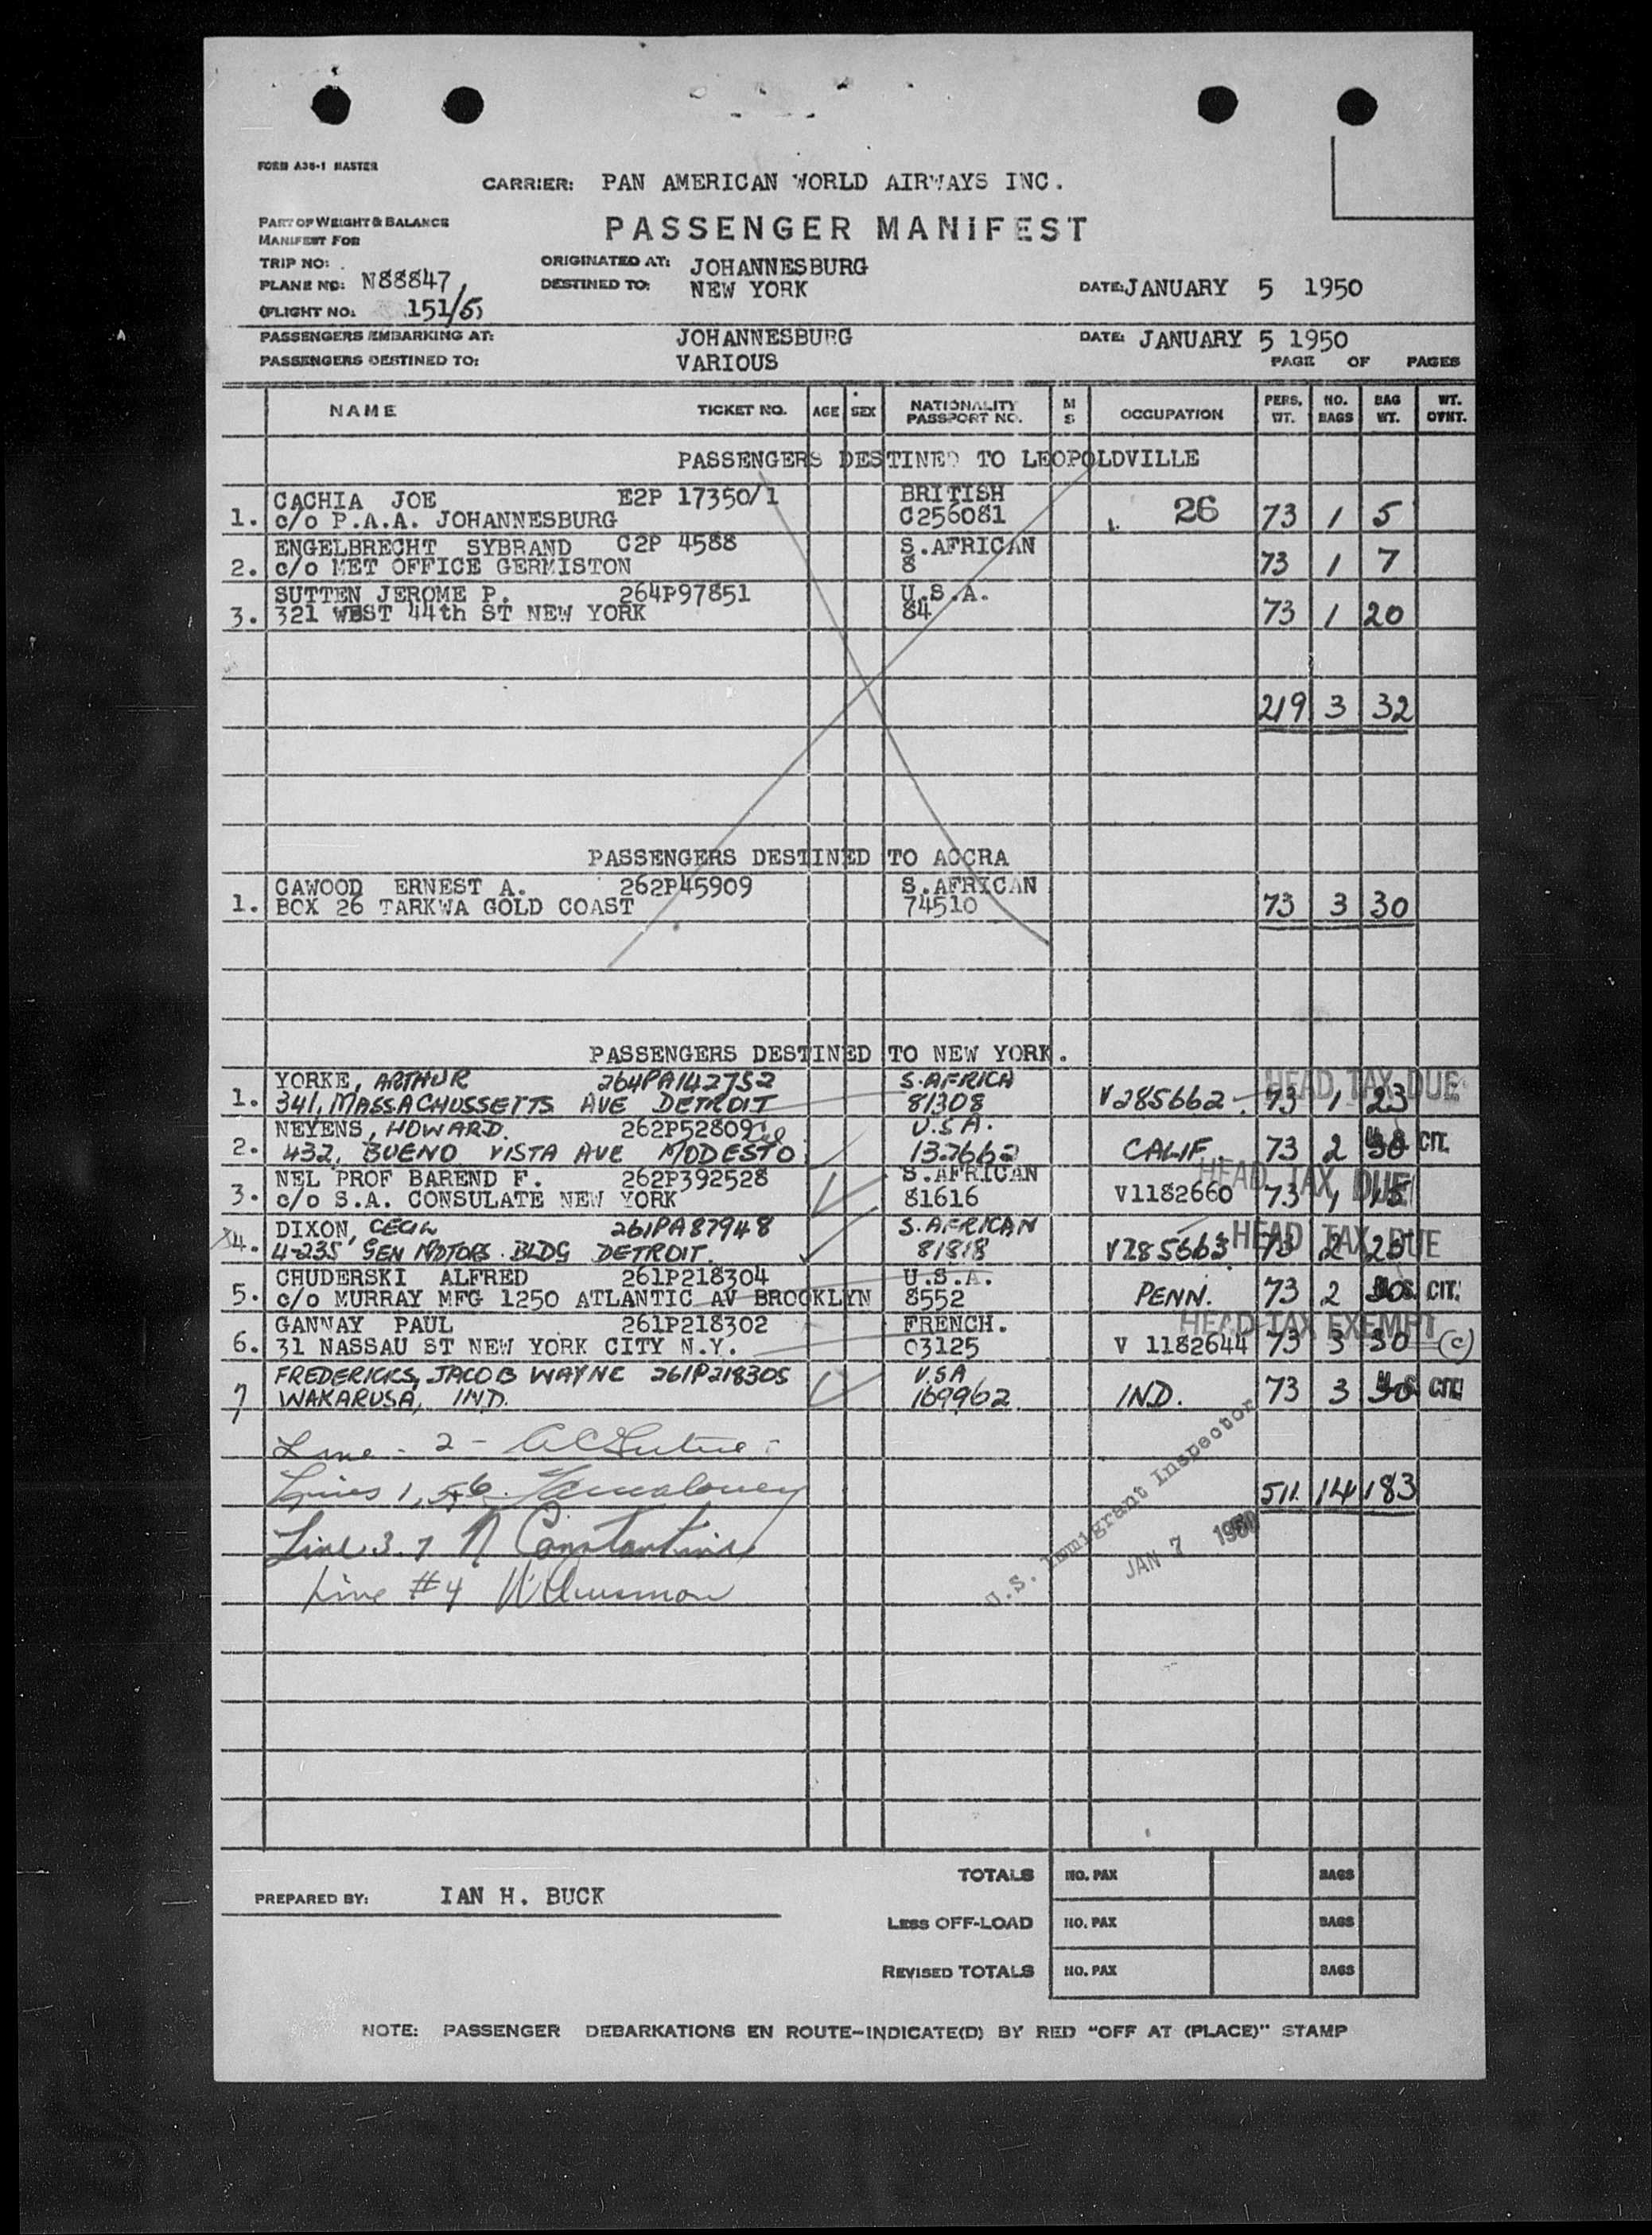 FORM A38-1 MASTER
CARRIER: PAN AMERICAN WORLD AIRWAYS INC.
PART OF WEIGHT & BALANCE
MANIFEST FOR
PASSENGER MANIFEST
TRIP NO:
ORIGINATED AT: JOHANNESBURG
PLANE NO: N88847
DESTINED TO: NEW YORK
DATE: JANUARY 5 1950
(FLIGHT NO: 151/5)
PASSENGERS EMBARKING AT: JOHANNESBURG DATE: JANUARY 5 1950
PASSENGERS DESTINED TO: VARIOUS PAGE OF PAGES
NAME TICKET NO. AGE SEX NATIONALITY PASSPORT NO. M S OCCUPATION PERS. WT. NO. BAGS BAG WT. WT. OVNT.
PASSENGERS DESTINED TO LEOPOLDVILLE
CACHIA JOE E2P 17350/1 BRITISH
1. c/o P.A.A. JOHANNESBURG C256081 26 73 1 5
ENGELBRECHT SYBRAND C2P 4588 S.AFRICAN
2. c/o MET OFFICE GERMISTON 8 73 1 7
SUTTEN JEROME P. 264P97851 U.S.A.
3. 321 WEST 44th ST NEW YORK 84 73 1 20
219 3 32
PASSENGERS DESTINED TO ACCRA
CAWOOD ERNEST A. 262P45909 S.AFRICAN
1. BOX 26 TARKWA GOLD COAST 74510 73 3 30
PASSENGERS DESTINED TO NEW YORK.
YORKE, ARTHUR 264PA142752 S.AFRICA HEAD TAX DUE
1. 341, MASSACHUSSETTS AVE DETROIT 81308 V285662 73 1 23
NEYENS, HOWARD. 262P52809 U.S.A.
2. 432, BUENO VISTA AVE MODESTO 132662 CALIF. 73 2 30 U.S. CIT.
NEL PROF BAREND F. 262P392528 S.AFRICAN HEAD TAX DUE
3. c/o S.A. CONSULATE NEW YORK 81616 V1182660 73 1 15
DIXON, CECIL 261PA87948 S.AFRICAN HEAD TAX DUE
4. 4-235 GEN MOTORS BLDG DETROIT. 81818 V285663 73 2 25
CHUDERSKI ALFRED 261P218304 U.S.A.
5. c/o MURRAY MFG 1250 ATLANTIC AV BROOKLYN 8552 PENN. 73 2 30 U.S. CIT.
GANNAY PAUL 261P218302 FRENCH. HEAD TAX EXEMPT
6. 31 NASSAU ST NEW YORK CITY N.Y. 03125 V 1182644 73 3 30 (c)
FREDERICKS, JACOB WAYNE 261P218305 U.S.A
7 WAKARUSA, IND. 169962 IND. 73 3 30 U.S. CIT.
Line - 2 -
Lines 1, 5+6.
511 14 183
Line 3. 7 N Constantine
Line #4
U.S. Immigrant Inspector
JAN 7 1950
TOTALS NO. PAX BAGS
PREPARED BY: IAN H. BUCK
LESS OFF-LOAD NO. PAX BAGS
REVISED TOTALS NO. PAX BAGS
NOTE: PASSENGER DEBARKATIONS EN ROUTE-INDICATE(D) BY RED "OFF AT (PLACE)" STAMP